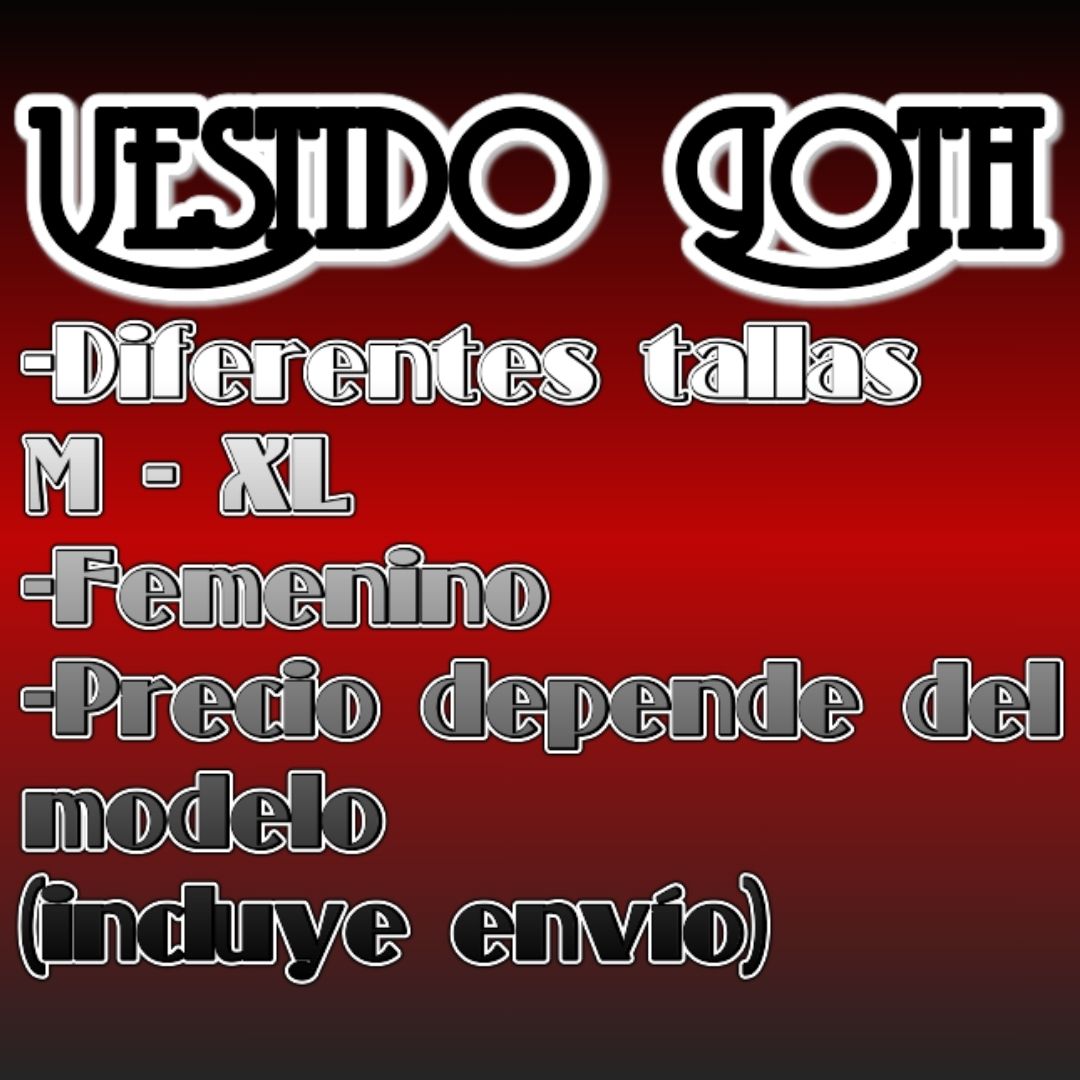 VESTIDO GOTH
-Diferentes tallas
M - XL
-Femenino
-Precio depende del
modelo
(incluye envío)